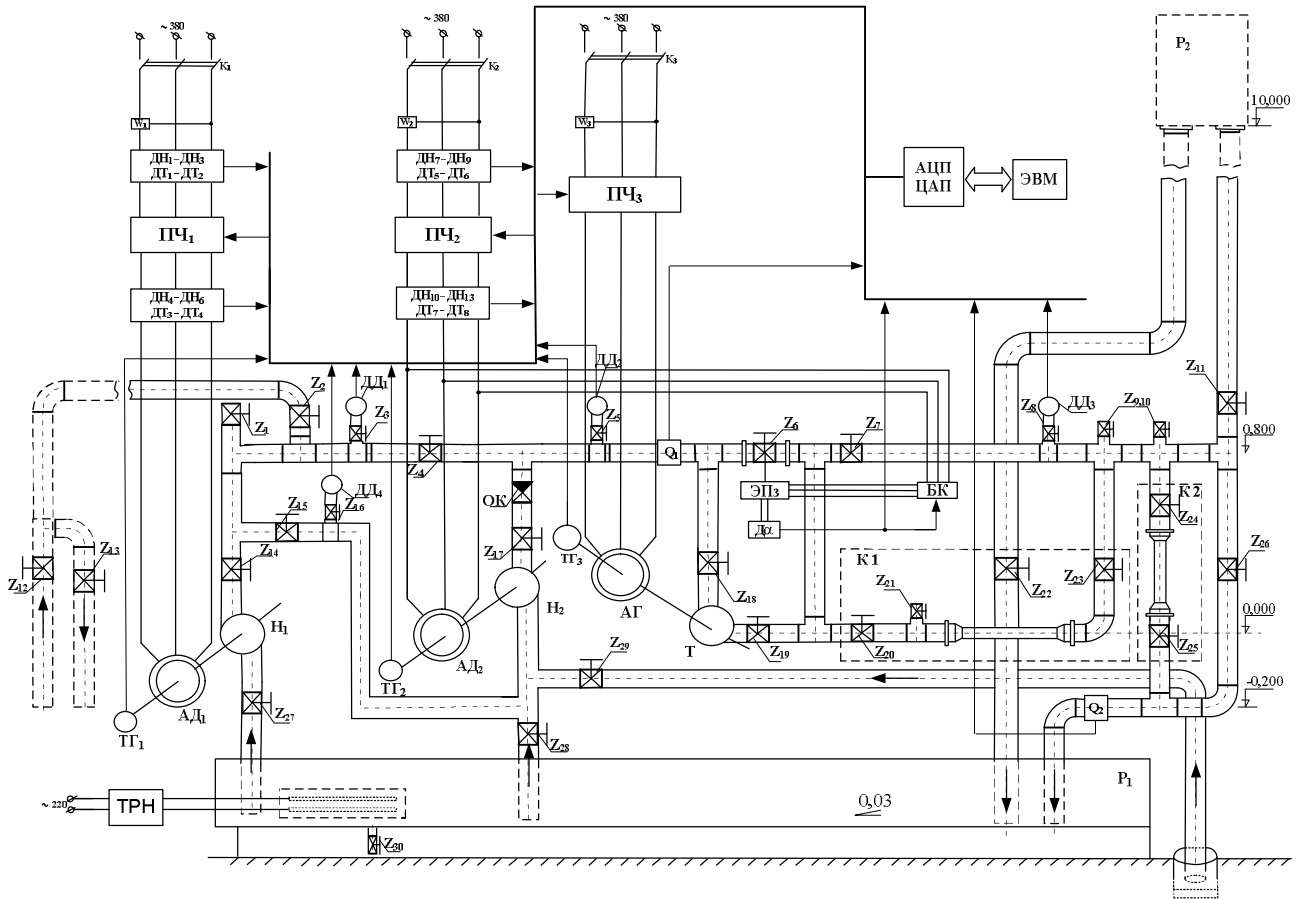 ~ 380
~ 380
~ 380
K1
K2
K3
P2
10,000
W1
W2
W3
ДН1-ДН3
ДТ1-ДТ2
ДН7-ДН9
ДТ5-ДТ6
АЦП
ЦАП
ЭВМ
ПЧ3
ПЧ1
ПЧ2
ДН4-ДН6
ДТ3-ДТ4
ДН10-ДН13
ДТ7-ДТ8
ДД2
Z11
Z2
ДД1
Z1
Z3
Z5
Z8
ДД3
Z9,10
Z6
Z7
0,800
Z4
Q1
ДД4
ЭП3
БК
К2
ОК
Z15
Z16
Z24
Дα
Z17
Z13
Z14
ТГ3
К1
Z26
Z12
Z18
Z21
Z22
Z23
Н2
АГ
0,000
Н1
Т
Z19
Z20
Z25
Z29
АД2
ТГ2
-0,200
АД1
Z27
Q2
ТГ1
Z28
P1
~ 220
ТРН
0,03
Z30